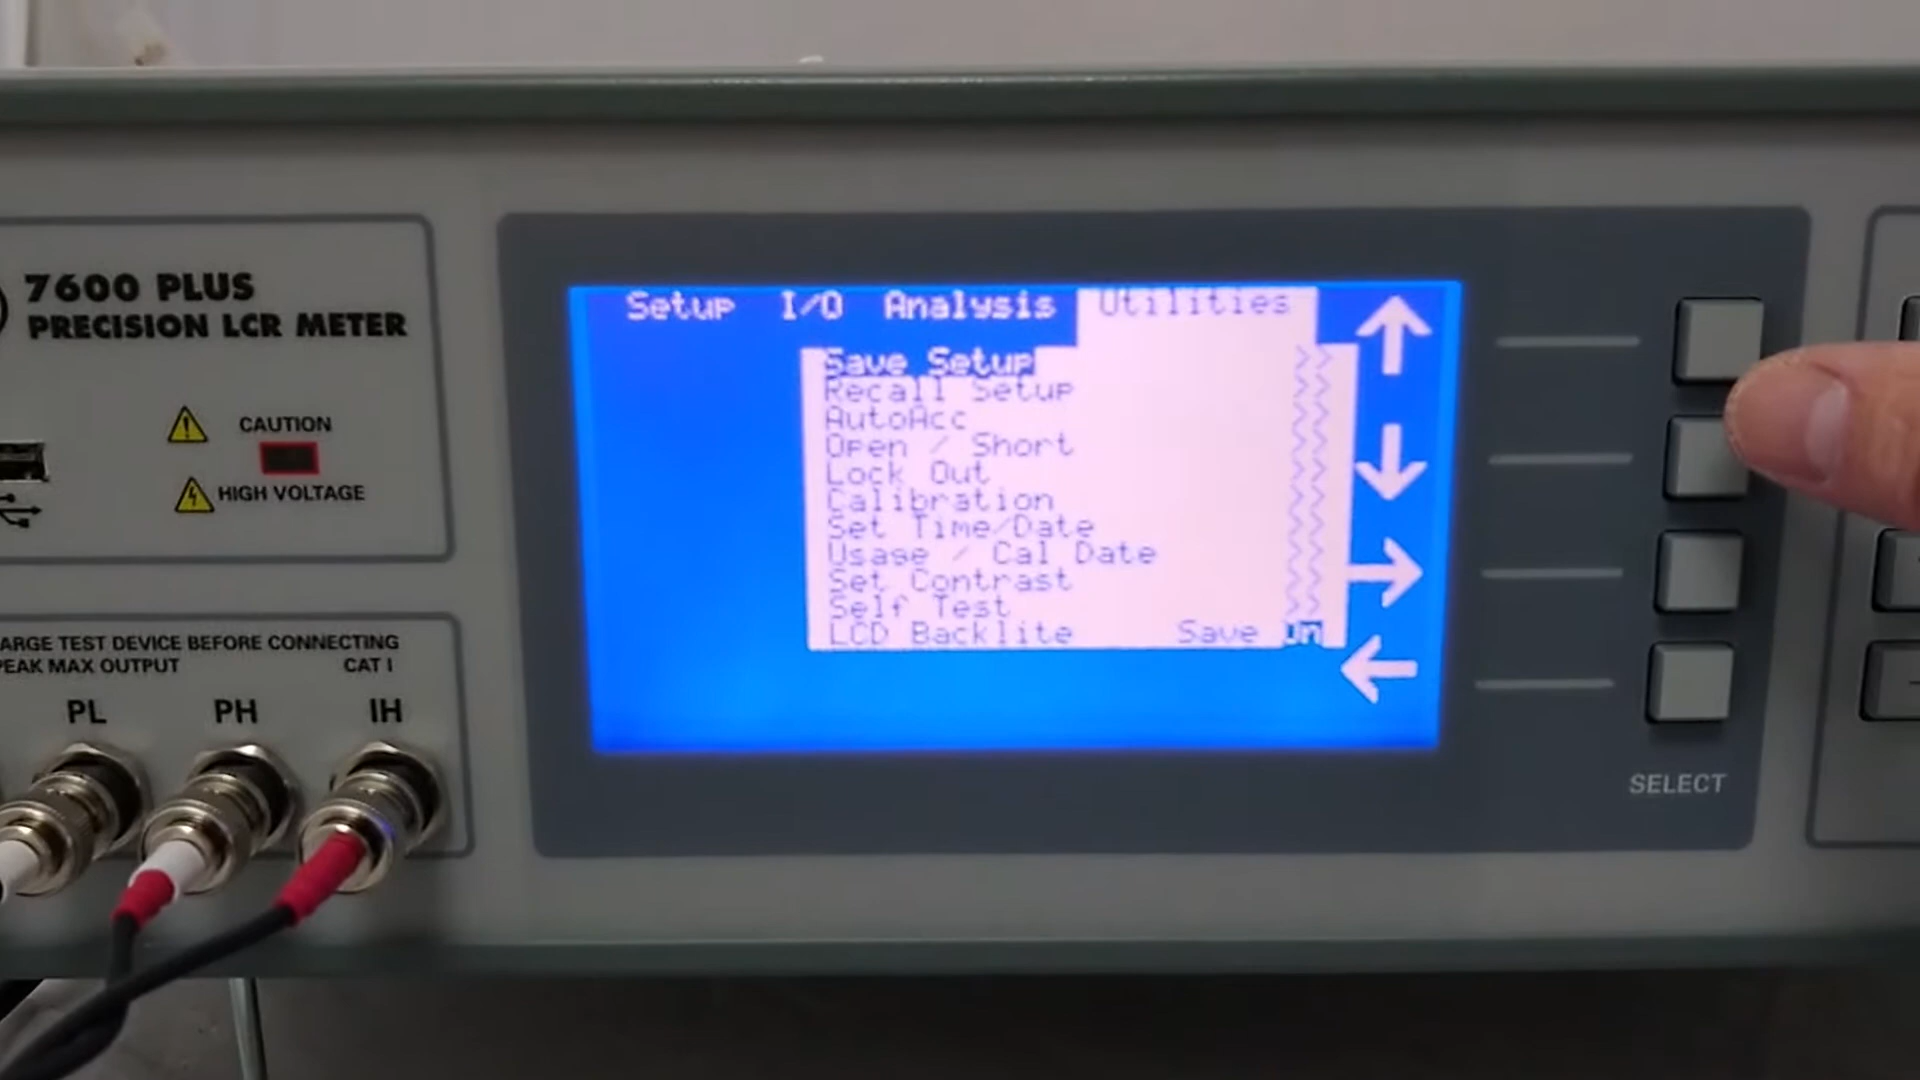 7600 PLUS
PRECISION LCR METER
CAUTION
HIGH VOLTAGE
ARGE TEST DEVICE BEFORE CONNECTING
PEAK MAX OUTPUT CAT I
PL PH IH
Setup I/O Analysis Utilities
Save Setup >>
Recall Setup >>
AutoAcc >>
Open / Short >>
Lock Out >>
Calibration >>
Set Time/Date >>
Usage / Cal Date >>
Set Contrast >>
Self Test >>
LCD Backlite Save On
SELECT